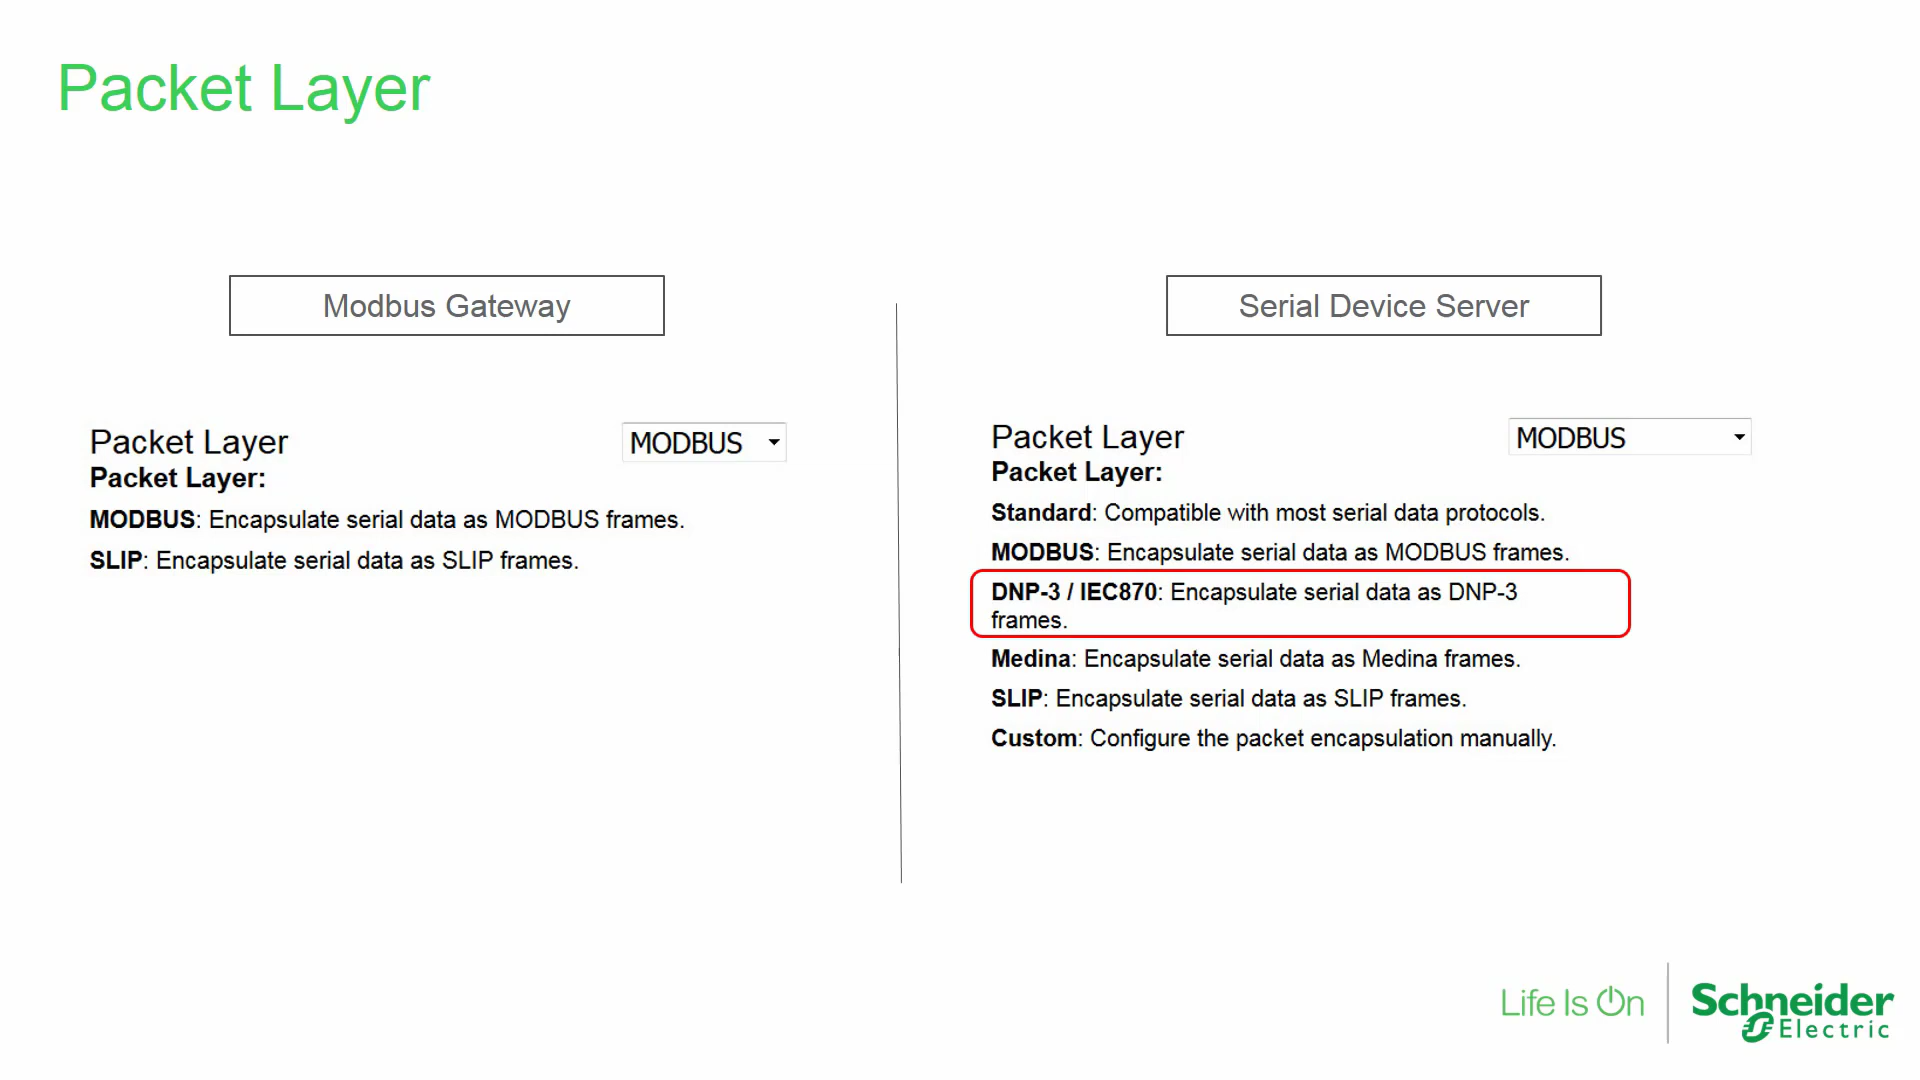 Packet Layer
Modbus Gateway
Packet Layer
MODBUS
Packet Layer:
MODBUS: Encapsulate serial data as MODBUS frames.
SLIP: Encapsulate serial data as SLIP frames.
Serial Device Server
Packet Layer
MODBUS
Packet Layer:
Standard: Compatible with most serial data protocols.
MODBUS: Encapsulate serial data as MODBUS frames.
DNP-3 / IEC870: Encapsulate serial data as DNP-3
frames.
Medina: Encapsulate serial data as Medina frames.
SLIP: Encapsulate serial data as SLIP frames.
Custom: Configure the packet encapsulation manually.
Life Is On
Schneider
Electric